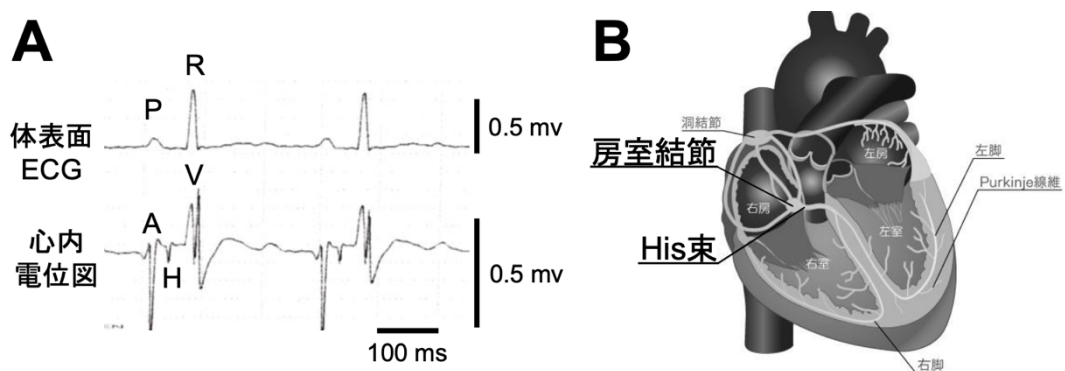 A
R
P
体表面
ECG
0.5 mv
V
A
心内
電位図
H
0.5 mv
100 ms
B
洞結節
房室結節
左房
左脚
Purkinje線維
右房
左室
His束
右室
右脚